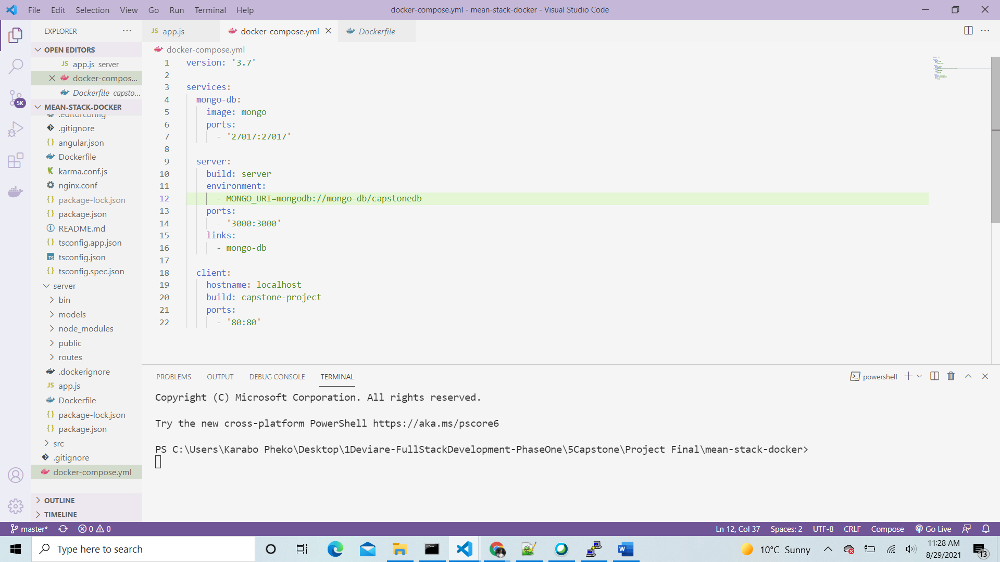 File Edit Selection View Go Run Terminal Help
docker-compose.yml - mean-stack-docker - Visual Studio Code
EXPLORER
JS app.js
docker-compose.yml
Dockerfile
OPEN EDITORS
JS app.js server
docker-compos...
Dockerfile capsto...
5K
MEAN-STACK-DOCKER
.editorconfig
.gitignore
{} angular.json
Dockerfile
karma.conf.js
nginx.conf
{} package-lock.json
{} package.json
README.md
{} tsconfig.app.json
TS tsconfig.json
{} tsconfig.spec.json
server
bin
models
node_modules
public
routes
.dockerignore
JS app.js
Dockerfile
{} package-lock.json
{} package.json
src
.gitignore
docker-compose.yml
OUTLINE
TIMELINE
docker-compose.yml
1 version: '3.7'
2
3 services:
4 mongo-db:
5 image: mongo
6 ports:
7 - '27017:27017'
8
9 server:
10 build: server
11 environment:
12 - MONGO_URI=mongodb://mongo-db/capstonedb
13 ports:
14 - '3000:3000'
15 links:
16 - mongo-db
17
18 client:
19 hostname: localhost
20 build: capstone-project
21 ports:
22 - '80:80'
PROBLEMS OUTPUT DEBUG CONSOLE TERMINAL
powershell
Copyright (C) Microsoft Corporation. All rights reserved.
Try the new cross-platform PowerShell https://aka.ms/pscore6
PS C:\Users\Karabo Pheko\Desktop\1Deviare-FullStackDevelopment-PhaseOne\5Capstone\Project Final\mean-stack-docker>
master* 0 0
Ln 12, Col 37 Spaces: 2 UTF-8 CRLF Compose Go Live
Type here to search
10°C Sunny
11:28 AM
8/29/2021
13